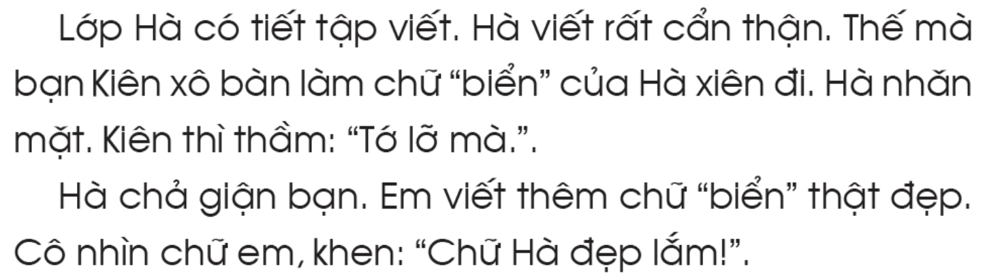 Lớp Hà có tiết tập viết. Hà viết rất cẩn thận. Thế mà
bạn Kiên xô bàn làm chữ “biển” của Hà xiên đi. Hà nhăn
mặt. Kiên thì thầm: “Tớ lỡ mà.”.
Hà chả giận bạn. Em viết thêm chữ “biển” thật đẹp.
Cô nhìn chữ em, khen: “Chữ Hà đẹp lắm!”.